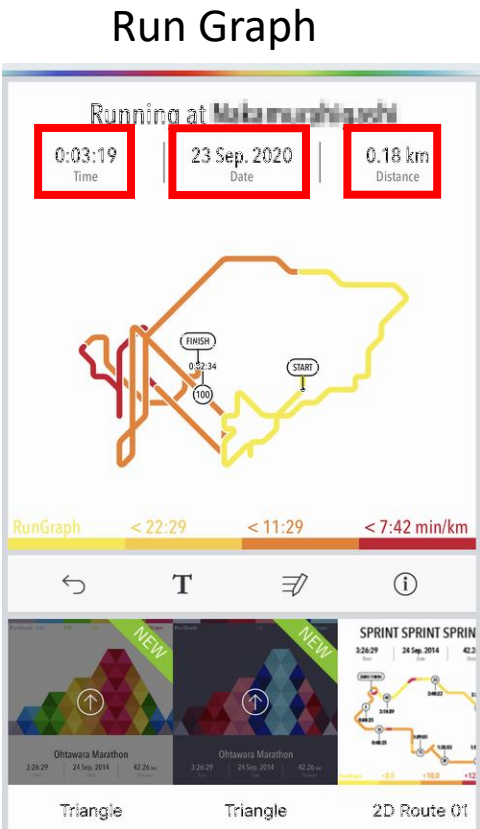 Run Graph
Running at
0:03:19 23 Sep. 2020 0.18 km
Time Date Distance
FINISH
0:02:34
START
100
RunGraph < 22:29 < 11:29 < 7:42 min/km
T
NEW NEW SPRINT SPRINT SPRIN
3:26:29 24 Sep. 2014 42.2
Ohtawara Marathon Ohtawara Marathon
3:26:29 24 Sep. 2014 42.26 km 3:26:29 24 Sep. 2014 42.26 km
Triangle Triangle 2D Route 01